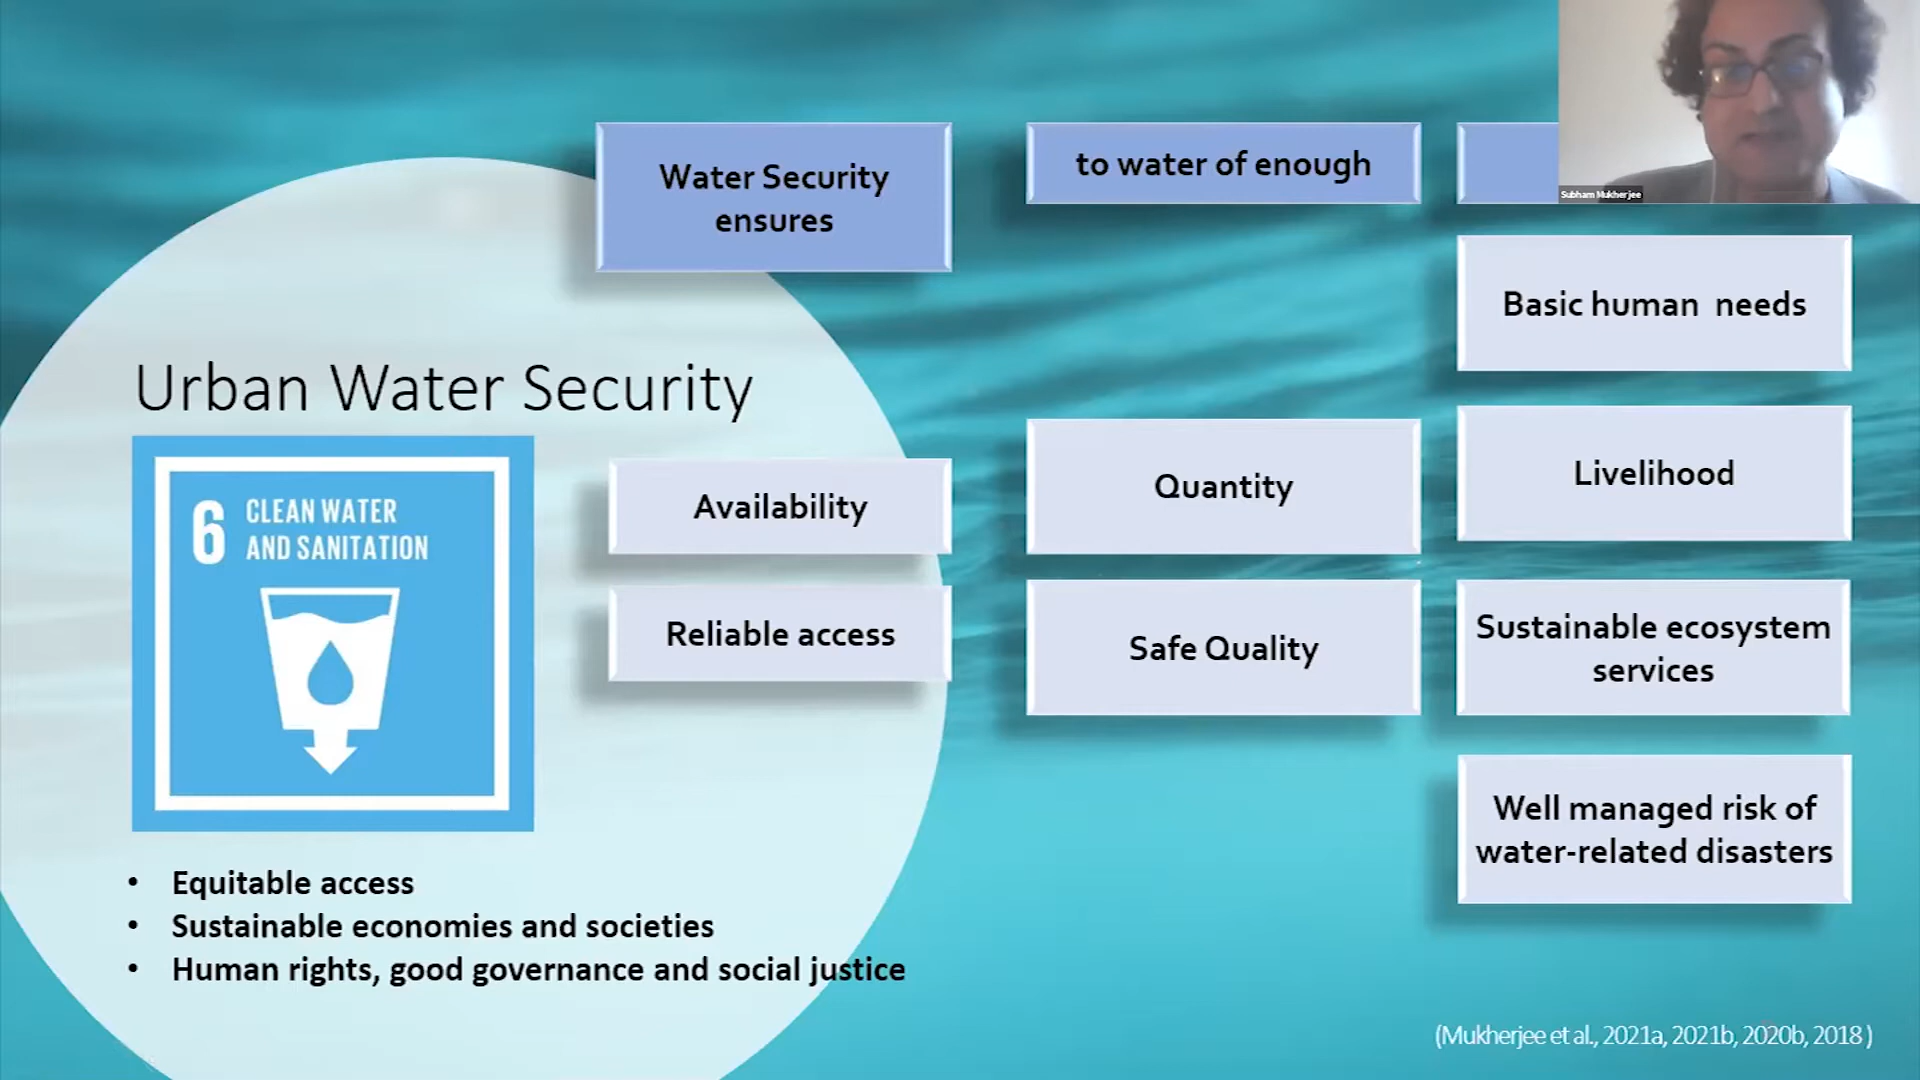 Subham Mukherjee
Water Security
ensures
to water of enough
Basic human needs
Urban Water Security
6 CLEAN WATER
AND SANITATION
Availability
Reliable access
Quantity
Safe Quality
Livelihood
Sustainable ecosystem
services
Well managed risk of
water-related disasters
• Equitable access
• Sustainable economies and societies
• Human rights, good governance and social justice
(Mukherjee et al., 2021a, 2021b, 2020b, 2018 )